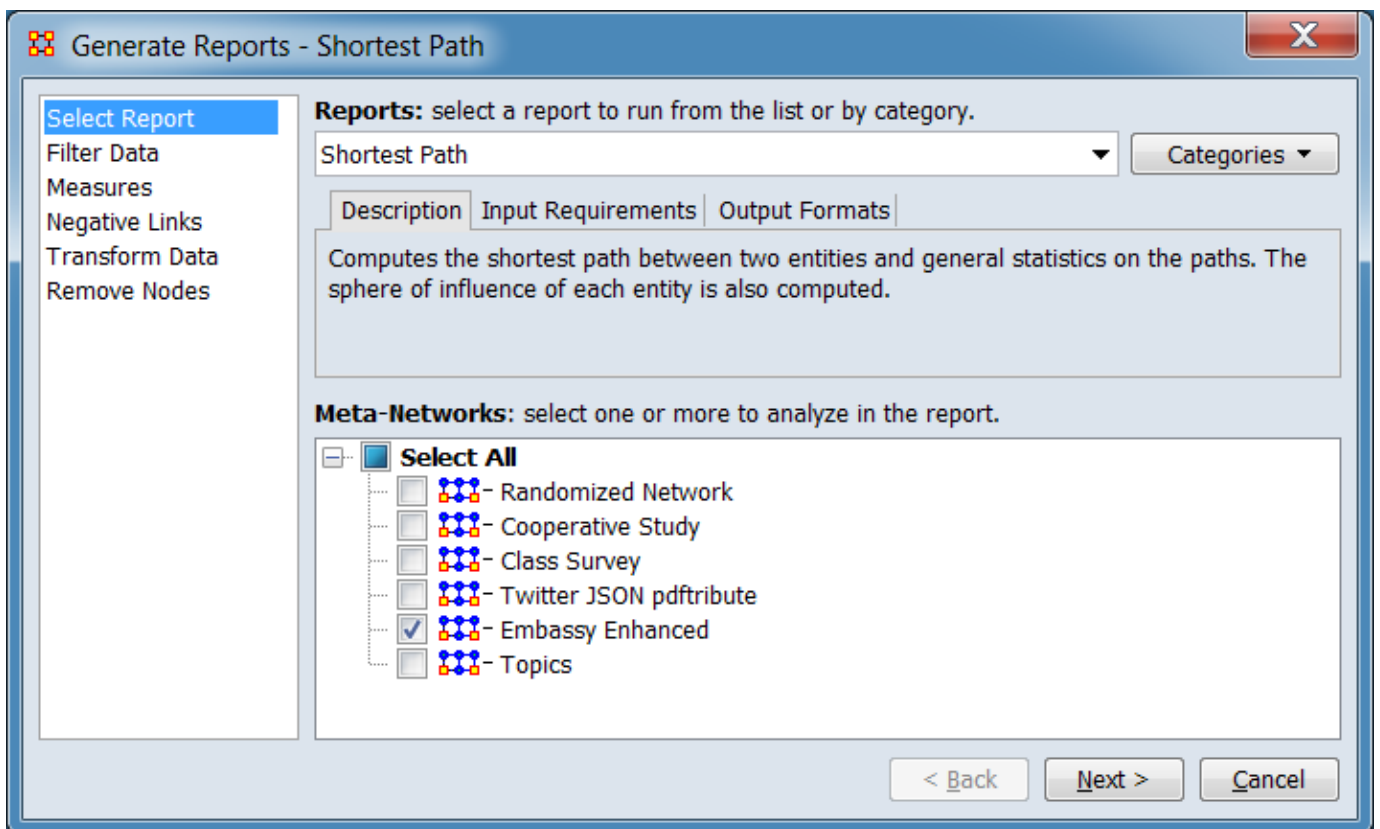 Generate Reports - Shortest Path
Select Report
Filter Data
Measures
Negative Links
Transform Data
Remove Nodes
Reports: select a report to run from the list or by category.
Shortest Path
Categories
Description
Input Requirements
Output Formats
Computes the shortest path between two entities and general statistics on the paths. The
sphere of influence of each entity is also computed.
Meta-Networks: select one or more to analyze in the report.
Select All
Randomized Network
Cooperative Study
Class Survey
Twitter JSON pdftribute
Embassy Enhanced
Topics
< Back
Next >
Cancel